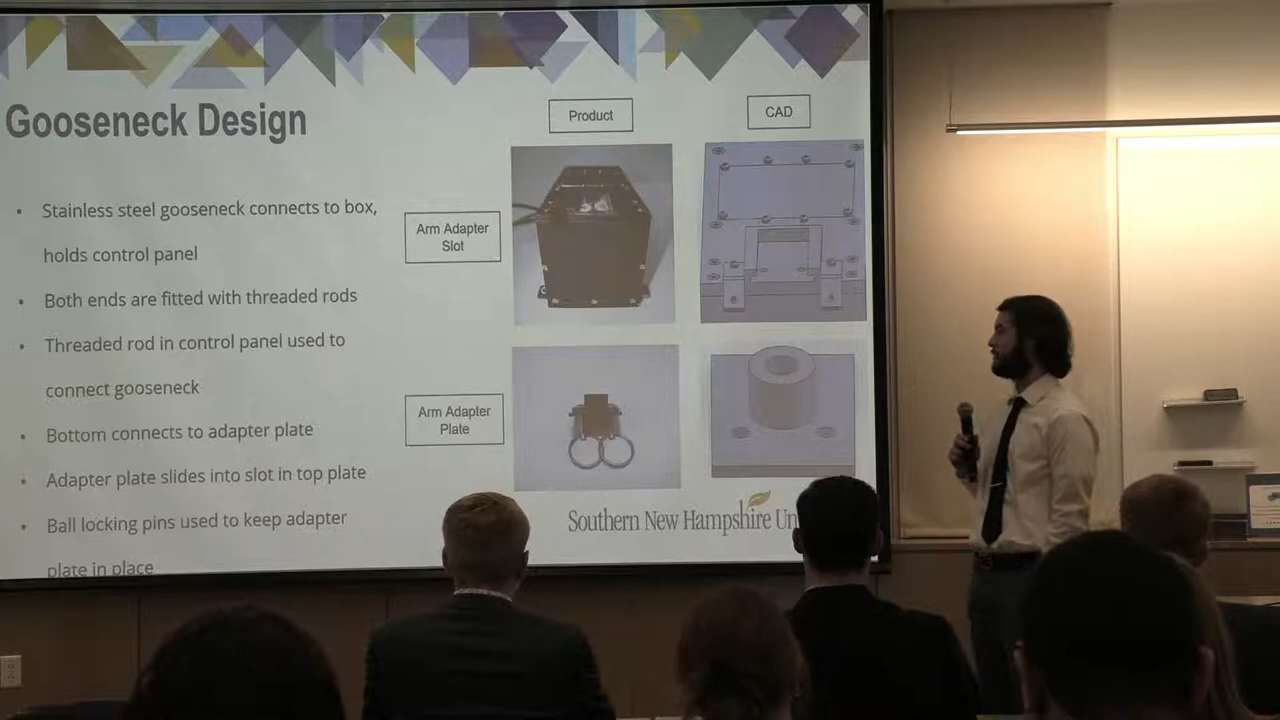 Gooseneck Design
Product
CAD
• Stainless steel gooseneck connects to box,
holds control panel
• Both ends are fitted with threaded rods
• Threaded rod in control panel used to
connect gooseneck
• Bottom connects to adapter plate
• Adapter plate slides into slot in top plate
• Ball locking pins used to keep adapter
plate in place
Arm Adapter
Slot
Arm Adapter
Plate
Southern New Hampshire Un